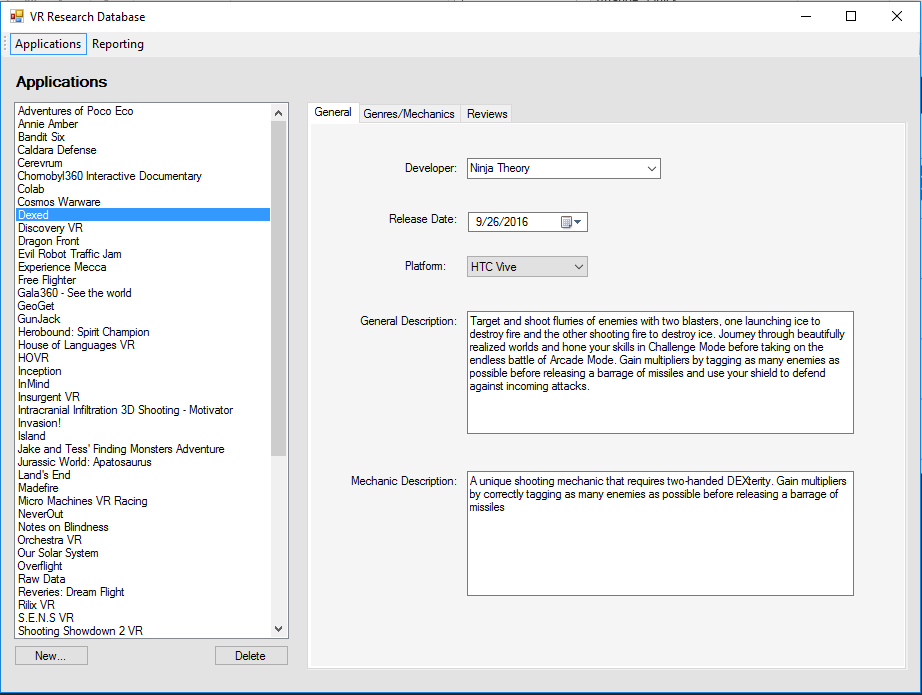 VR Research Database
Applications Reporting
Applications
Adventures of Poco Eco
Annie Amber
Bandit Six
Caldara Defense
Cerevrum
Chornobyl360 Interactive Documentary
Colab
Cosmos Warware
Dexed
Discovery VR
Dragon Front
Evil Robot Traffic Jam
Experience Mecca
Free Flighter
Gala360 - See the world
GeoGet
GunJack
Herobound: Spirit Champion
House of Languages VR
HOVR
Inception
InMind
Insurgent VR
Intracranial Infiltration 3D Shooting - Motivator
Invasion!
Island
Jake and Tess' Finding Monsters Adventure
Jurassic World: Apatosaurus
Land's End
Madefire
Micro Machines VR Racing
NeverOut
Notes on Blindness
Orchestra VR
Our Solar System
Overflight
Raw Data
Reveries: Dream Flight
Rilix VR
S.E.N.S VR
Shooting Showdown 2 VR
New...
Delete
General Genres/Mechanics Reviews
Developer: Ninja Theory
Release Date: 9/26/2016
Platform: HTC Vive
General Description: Target and shoot flurries of enemies with two blasters, one launching ice to
destroy fire and the other shooting fire to destroy ice. Journey through beautifully
realized worlds and hone your skills in Challenge Mode before taking on the
endless battle of Arcade Mode. Gain multipliers by tagging as many enemies as
possible before releasing a barrage of missiles and use your shield to defend
against incoming attacks.
Mechanic Description: A unique shooting mechanic that requires two-handed DEXterity. Gain multipliers
by correctly tagging as many enemies as possible before releasing a barrage of
missiles